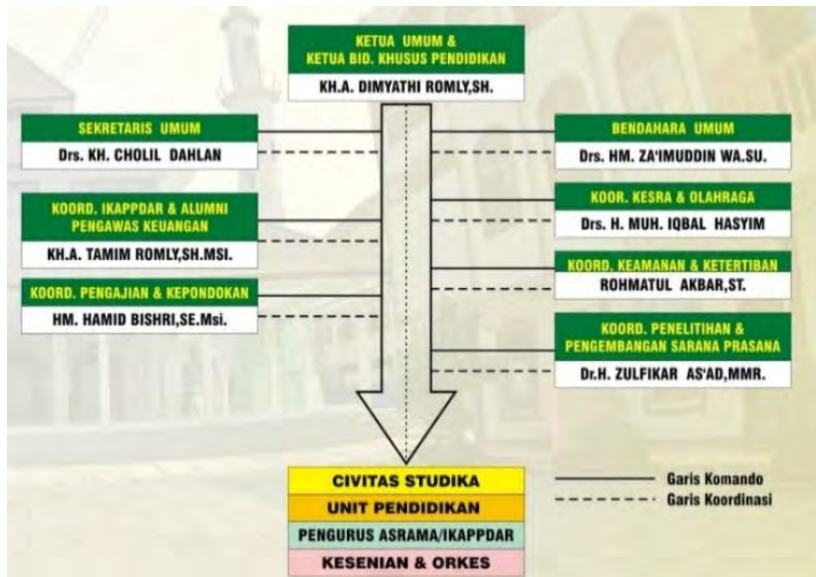 KETUA UMUM &
KETUA BID. KHUSUS PENDIDIKAN
KH.A. DIMYATHI ROMLY,SH.
SEKRETARIS UMUM
Drs. KH. CHOLIL DAHLAN
KOORD. IKAPPDAR & ALUMNI
PENGAWAS KEUANGAN
KH.A. TAMIM ROMLY,SH.MSI.
KOORD. PENGAJIAN & KEPONDOKAN
HM. HAMID BISHRI,SE.Msi.
BENDAHARA UMUM
Drs. HM. ZA'IMUDDIN WA.SU.
KOOR. KESRA & OLAHRAGA
Drs. H. MUH. IQBAL HASYIM
KOORD. KEAMANAN & KETERTIBAN
ROHMATUL AKBAR,ST.
KOORD. PENELITIHAN &
PENGEMBANGAN SARANA PRASANA
Dr.H. ZULFIKAR AS'AD,MMR.
CIVITAS STUDIKA
UNIT PENDIDIKAN
PENGURUS ASRAMA/IKAPPDAR
KESENIAN & ORKES
Garis Komando
Garis Koordinasi